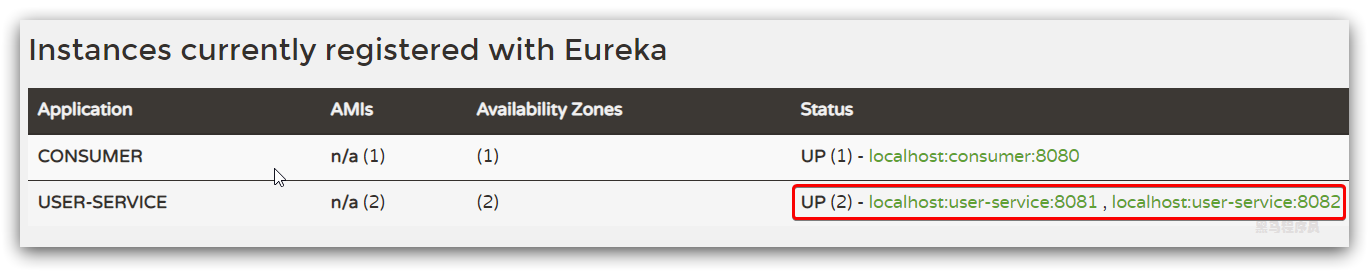 Instances currently registered with Eureka
Application AMIs Availability Zones Status
CONSUMER n/a (1) (1) UP (1) - localhost:consumer:8080
USER-SERVICE n/a (2) (2) UP (2) - localhost:user-service:8081 , localhost:user-service:8082
黑马程序员